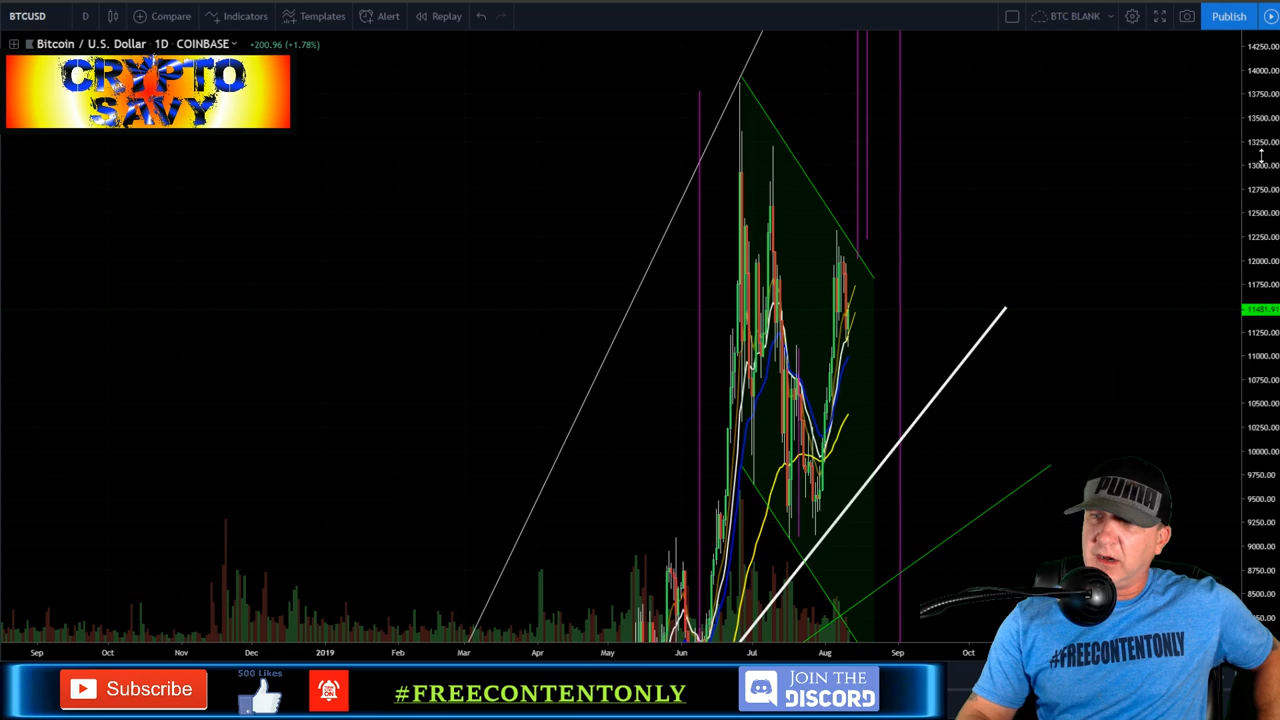 BTCUSD D Compare Indicators Templates Alert Replay BTC BLANK Publish
Bitcoin / U.S. Dollar 1D COINBASE +200.96 (+1.78%)
CRYPTO
SAVY
14250.00
14000.00
13750.00
13500.00
13250.00
13000.00
12750.00
12500.00
12250.00
12000.00
11750.00
11481.91
11250.00
11000.00
10750.00
10500.00
10250.00
10000.00
9750.00
9500.00
9250.00
9000.00
8750.00
8500.00
8250.00
PUMA
#FREECONTENTONLY
Sep Oct Nov Dec 2019 Feb Mar Apr May Jun Jul Aug Sep Oct
Subscribe
500 Likes
#FREECONTENTONLY
JOIN THE
DISCORD